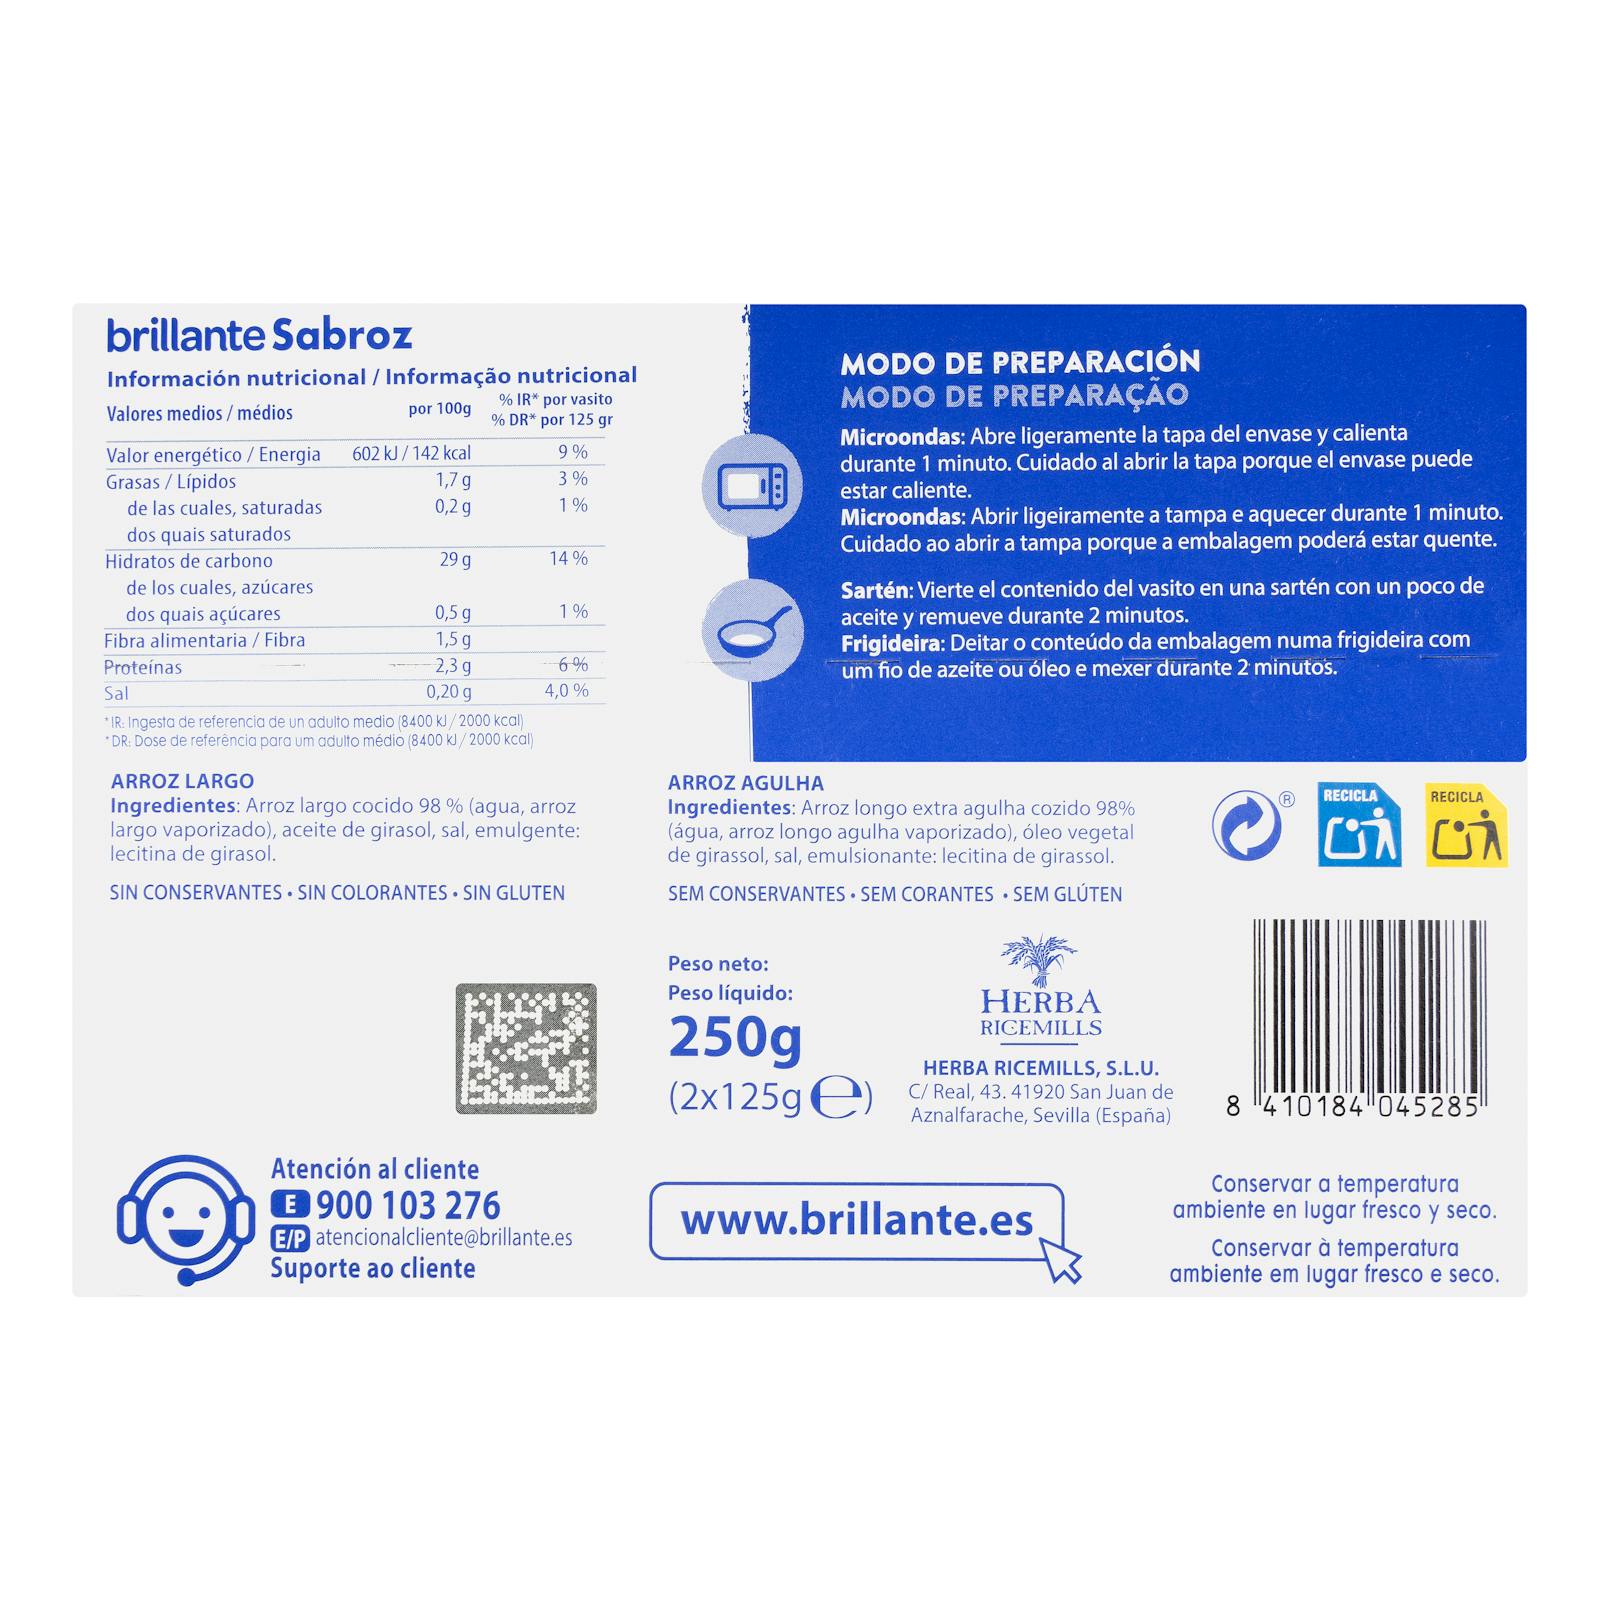 brillante Sabroz
Información nutricional / Informação nutricional
Valores medios / médios por 100g % IR* por vasito
% DR* por 125 gr
Valor energético / Energia 602 kJ / 142 kcal 9 %
Grasas / Lípidos 1,7 g 3 %
de las cuales, saturadas 0,2 g 1 %
dos quais saturados
Hidratos de carbono 29 g 14 %
de los cuales, azúcares
dos quais açúcares 0,5 g 1 %
Fibra alimentaria / Fibra 1,5 g
Proteínas 2,3 g 6 %
Sal 0,20 g 4,0 %
*IR: Ingesta de referencia de un adulto medio (8400 kJ / 2000 kcal)
*DR: Dose de referência para um adulto médio (8400 kJ / 2000 kcal)
MODO DE PREPARACIÓN
MODO DE PREPARAÇÃO
Microondas: Abre ligeramente la tapa del envase y calienta
durante 1 minuto. Cuidado al abrir la tapa porque el envase puede
estar caliente.
Microondas: Abrir ligeiramente a tampa e aquecer durante 1 minuto.
Cuidado ao abrir a tampa porque a embalagem poderá estar quente.
Sartén: Vierte el contenido del vasito en una sartén con un poco de
aceite y remueve durante 2 minutos.
Frigideira: Deitar o conteúdo da embalagem numa frigideira com
um fio de azeite ou óleo e mexer durante 2 minutos.
ARROZ LARGO
Ingredientes: Arroz largo cocido 98 % (agua, arroz
largo vaporizado), aceite de girasol, sal, emulgente:
lecitina de girasol.
SIN CONSERVANTES • SIN COLORANTES • SIN GLUTEN
ARROZ AGULHA
Ingredientes: Arroz longo extra agulha cozido 98%
(água, arroz longo agulha vaporizado), óleo vegetal
de girassol, sal, emulsionante: lecitina de girassol.
SEM CONSERVANTES • SEM CORANTES • SEM GLÚTEN
®
RECICLA
RECICLA
Peso neto:
Peso líquido:
250g
(2x125g ℮)
HERBA
RICEMILLS
HERBA RICEMILLS, S.L.U.
C/ Real, 43. 41920 San Juan de
Aznalfarache, Sevilla (España)
8 410184 045285
Atención al cliente
E 900 103 276
E/P atencionalcliente@brillante.es
Suporte ao cliente
www.brillante.es
Conservar a temperatura
ambiente en lugar fresco y seco.
Conservar à temperatura
ambiente em lugar fresco e seco.